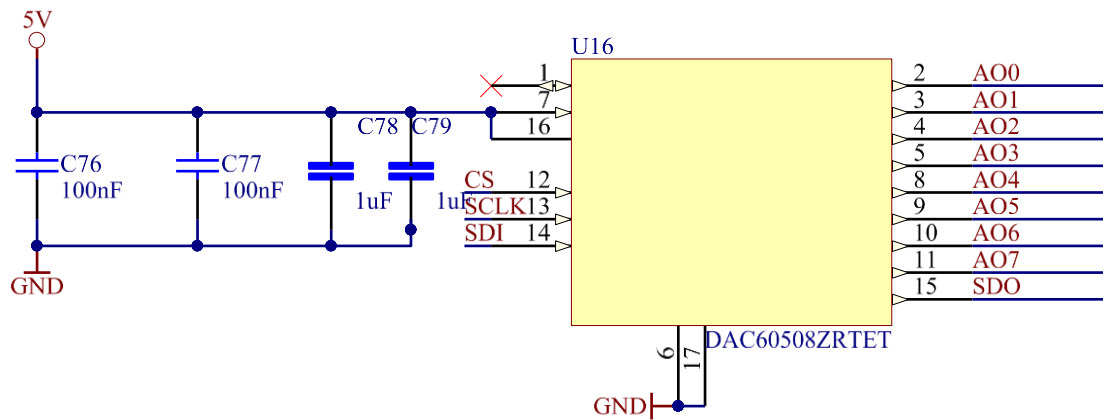 5V
U16
1
2 AO0
7
3 AO1
C78 C79
16
4 AO2
C76
C77
5 AO3
100nF
100nF
1uF
1uF
CS 12
8 AO4
SCLK 13
9 AO5
SDI 14
10 AO6
11 AO7
GND
15 SDO
DAC60508ZRTET
6
17
GND